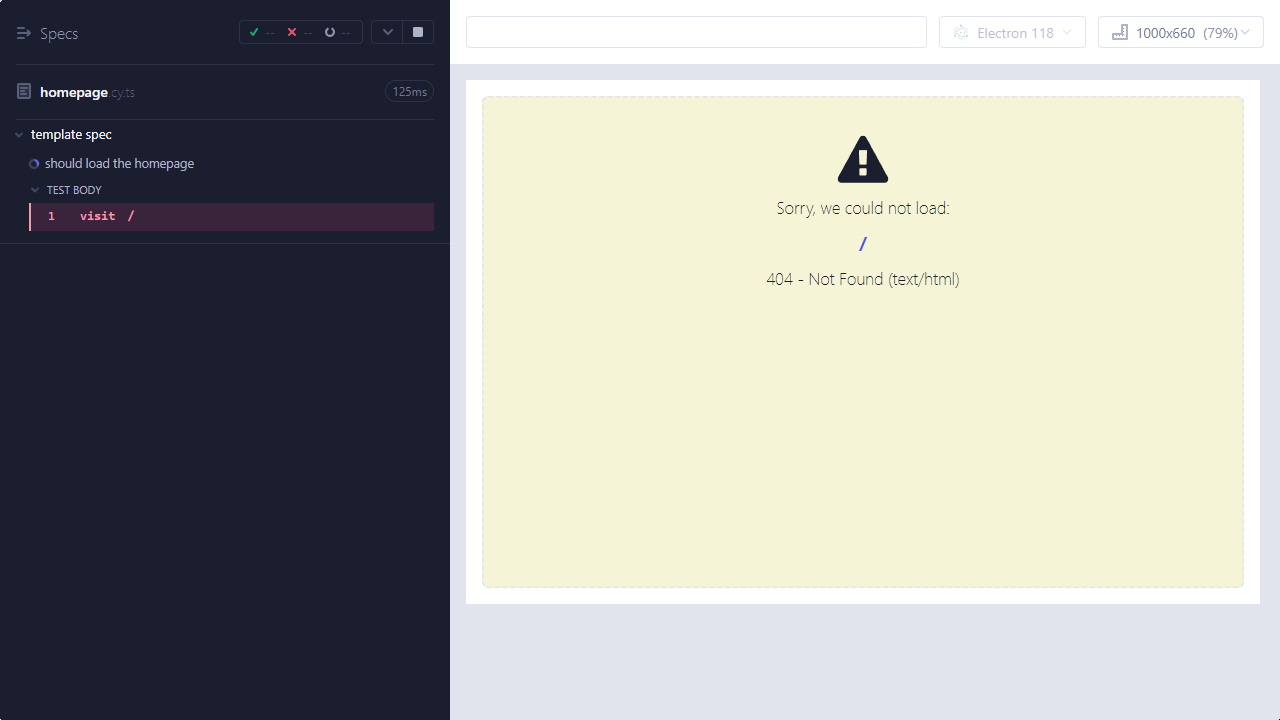 Specs
--
--
--
homepage.cy.ts
125ms
template spec
should load the homepage
TEST BODY
1 visit /
Electron 118
1000x660 (79%)
Sorry, we could not load:
/
404 - Not Found (text/html)